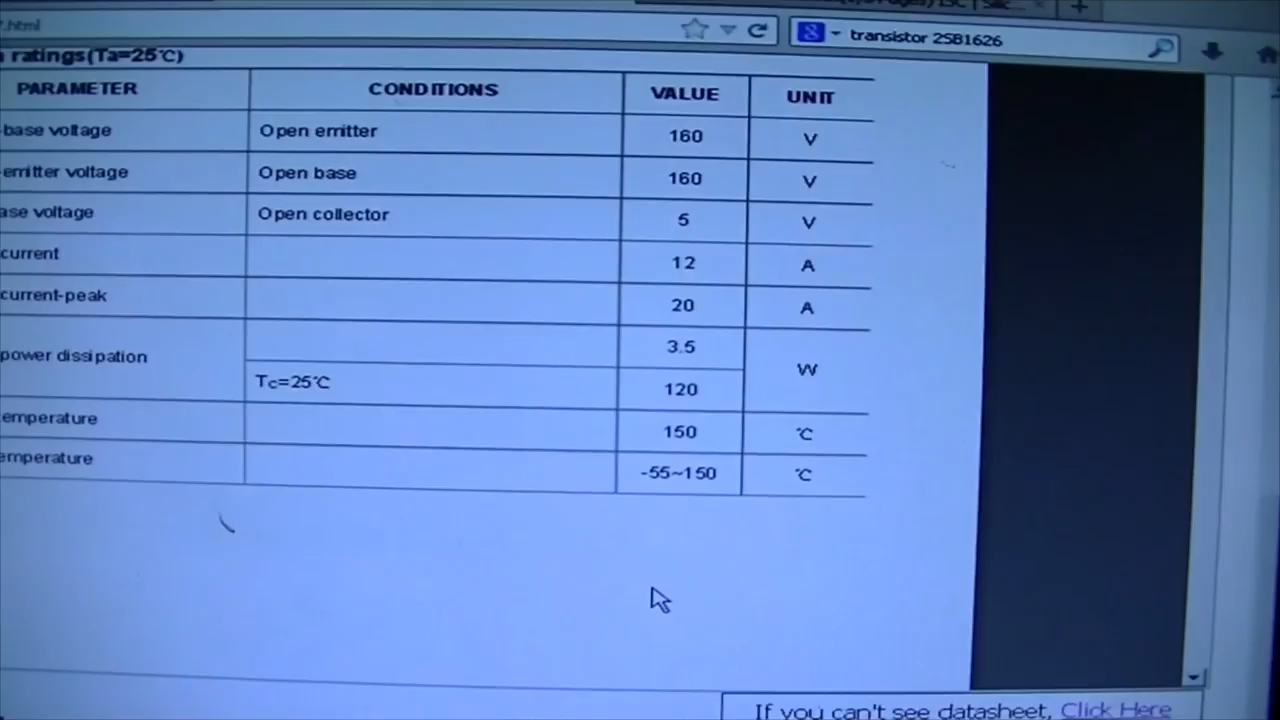 .html
transistor 2SB1626
ratings(Ta=25℃)
PARAMETER CONDITIONS VALUE UNIT
-base voltage Open emitter 160 V
-emitter voltage Open base 160 V
ase voltage Open collector 5 V
current 12 A
current-peak 20 A
power dissipation 3.5 W
Tc=25℃ 120
emperature 150 ℃
emperature -55~150 ℃
If you can't see datasheet, Click Here